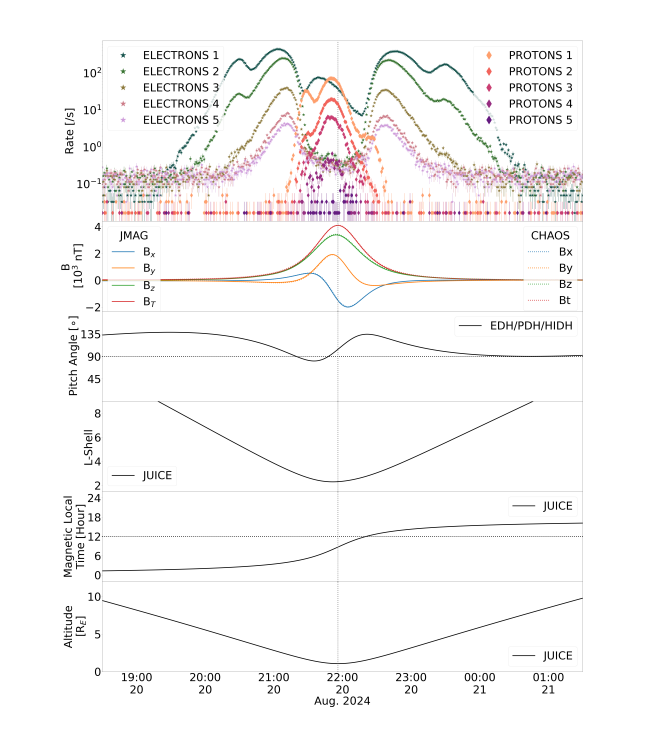 ELECTRONS 1
ELECTRONS 2
ELECTRONS 3
ELECTRONS 4
ELECTRONS 5
PROTONS 1
PROTONS 2
PROTONS 3
PROTONS 4
PROTONS 5
Rate [/s]
10²
10¹
10⁰
10⁻¹
JMAG
Bₓ
Bᵧ
B_z
B_T
CHAOS
Bx
By
Bz
Bt
B
[10³ nT]
4
2
0
−2
EDH/PDH/HIDH
Pitch Angle [∘]
135
90
45
JUICE
L-Shell
8
6
4
2
JUICE
Magnetic Local
Time [Hour]
24
18
12
6
0
JUICE
Altitude
[R_E]
10
5
0
19:00
20
20:00
20
21:00
20
22:00
20
23:00
20
00:00
21
01:00
21
Aug. 2024